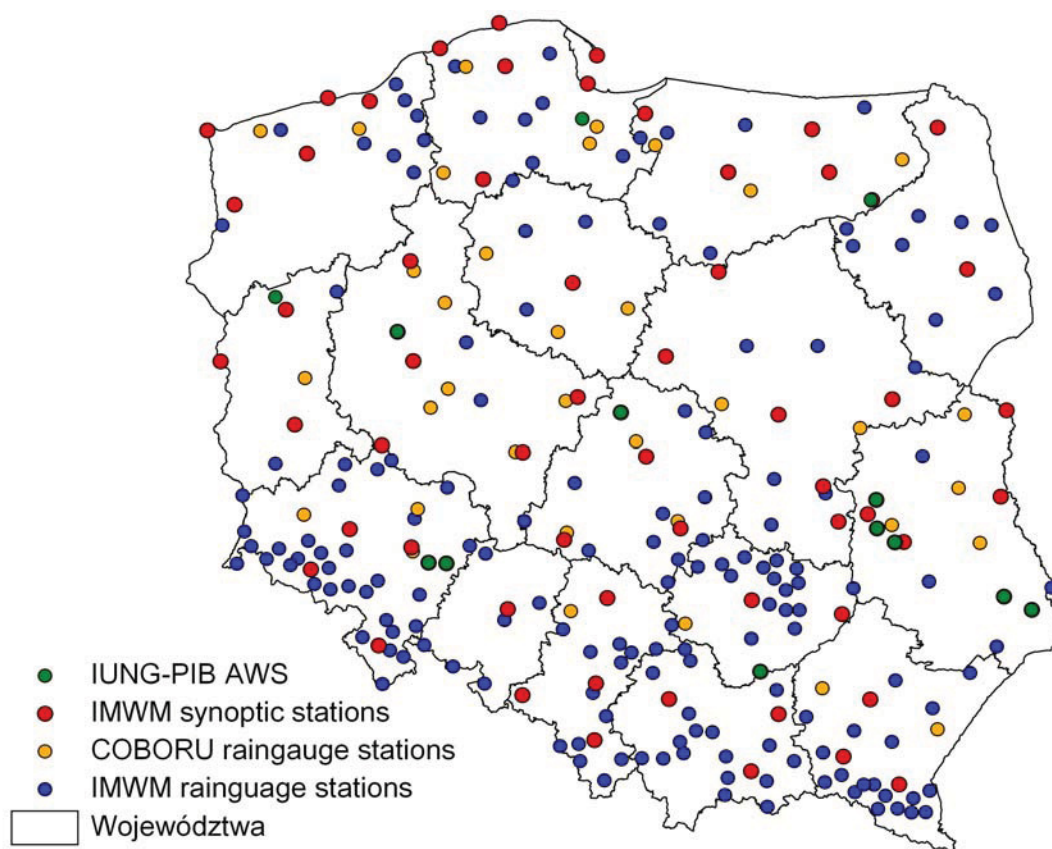 IUNG-PIB AWS
IMWM synoptic stations
COBORU raingauge stations
IMWM rainguage stations
Województwa